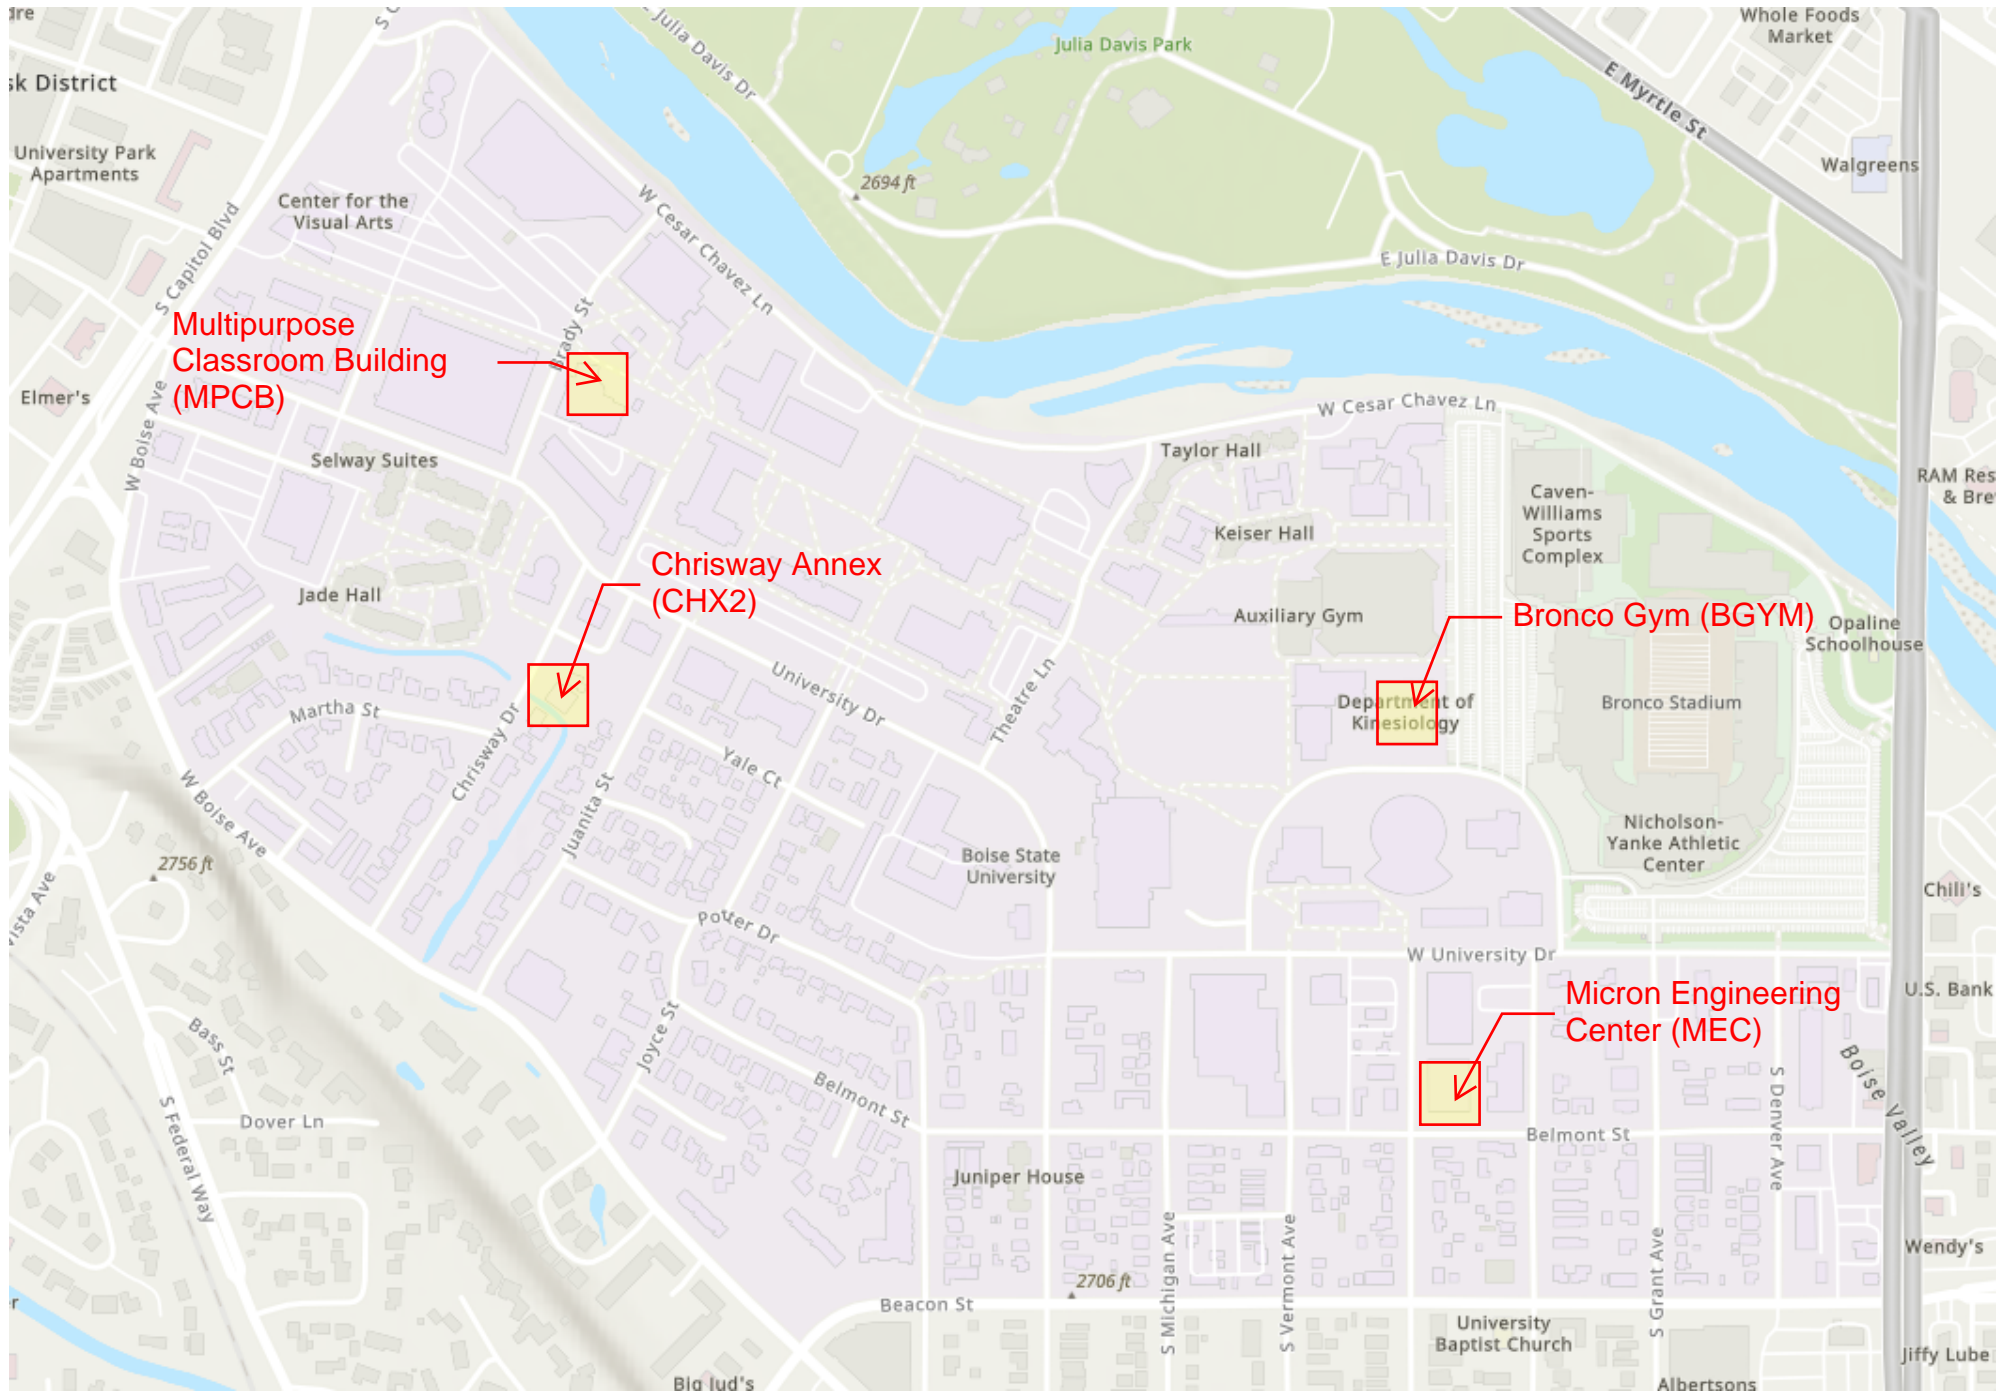 Whole Foods
Market
Julia Davis Park
E Julia Davis Dr
sk District
E Myrtle St
University Park
Apartments
Walgreens
2694 ft
Center for the
Visual Arts
W Cesar Chavez Ln
S Capitol Blvd
E Julia Davis Dr
Multipurpose
Classroom Building
(MPCB)
Brady St
Elmer's
W Boise Ave
W Cesar Chavez Ln
Selway Suites
Taylor Hall
RAM Res
& Bre
Caven-
Williams
Sports
Complex
Keiser Hall
Chrisway Annex
(CHX2)
Jade Hall
Auxiliary Gym
Bronco Gym (BGYM)
Opaline
Schoolhouse
University Dr
Theatre Ln
Martha St
Chrisway Dr
Department of
Kinesiology
Bronco Stadium
Yale Ct
Juanita St
W Boise Ave
Nicholson-
Yanke Athletic
Center
2756 ft
Boise State
University
Vista Ave
Chili's
Potter Dr
W University Dr
Micron Engineering
Center (MEC)
U.S. Bank
Joyce St
Bass St
Belmont St
Boise Valley
S Denver Ave
S Federal Way
Dover Ln
Belmont St
Juniper House
S Michigan Ave
S Vermont Ave
S Grant Ave
Wendy's
2706 ft
Beacon St
University
Baptist Church
Jiffy Lube
Big Jud's
Albertsons